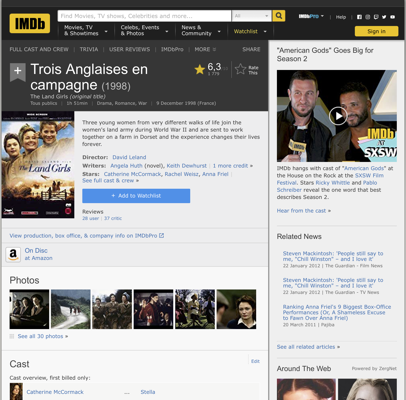 IMDb
Find Movies, TV shows, Celebrities and more...
All
Movies, TV
& Showtimes
Celebs, Events
& Photos
News &
Community
Watchlist
IMDbPro
Help
Sign in
FULL CAST AND CREW | TRIVIA | USER REVIEWS | IMDbPro | MORE
SHARE
Trois Anglaises en
campagne (1998)
The Land Girls (original title)
Tous publics | 1h 51min | Drama, Romance, War | 9 December 1998 (France)
6,3
Rate
This
The Land Girls
Three young women from very different walks of life join the
women's land army during World War II and are sent to work
together on a farm in Dorset and the experience changes their lives
forever.
Director: David Leland
Writers: Angela Huth (novel), Keith Dewhurst | 1 more credit »
Stars: Catherine McCormack, Rachel Weisz, Anna Friel |
See full cast & crew »
+ Add to Watchlist
Reviews
28 user | 37 critic
View production, box office, & company info on IMDbPro
On Disc
at Amazon
Photos
See all 30 photos »
Cast
Edit
Cast overview, first billed only:
Catherine McCormack ... Stella
"American Gods" Goes Big for
Season 2
IMDb
at
SXSW
IMDb hangs with cast of "American Gods" at
the House on the Rock at the SXSW Film
Festival. Stars Ricky Whittle and Pablo
Schreiber reveal the one word that best
describes Season 2.
Hear from the cast »
Related News
Steven Mackintosh: 'People still say to
me, "Chill Winston" – and I love it'
22 January 2012 | The Guardian - Film News
Steven Mackintosh: 'People still say to
me, "Chill Winston" – and I love it'
22 January 2012 | The Guardian - TV News
Ranking Anna Friel's 9 Biggest Box-Office
Performances (Or, A Shameless Excuse
to Fawn Over Anna Friel)
20 March 2011 | Pajiba
See all related articles »
Around The Web
Powered by ZergNet